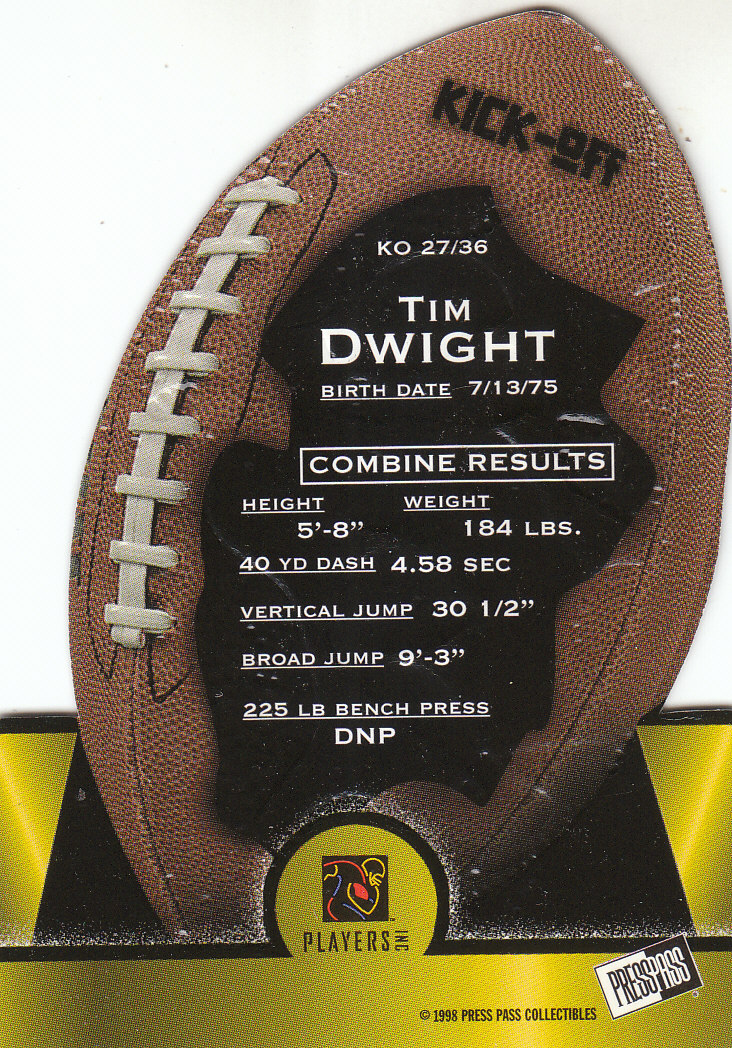 KICK-OFF
KO 27/36
TIM
DWIGHT
BIRTH DATE 7/13/75
COMBINE RESULTS
HEIGHT WEIGHT
5'-8" 184 LBS.
40 YD DASH 4.58 SEC
VERTICAL JUMP 30 1/2"
BROAD JUMP 9'-3"
225 LB BENCH PRESS
DNP
PLAYERS INC
PRESS PASS
© 1998 PRESS PASS COLLECTIBLES